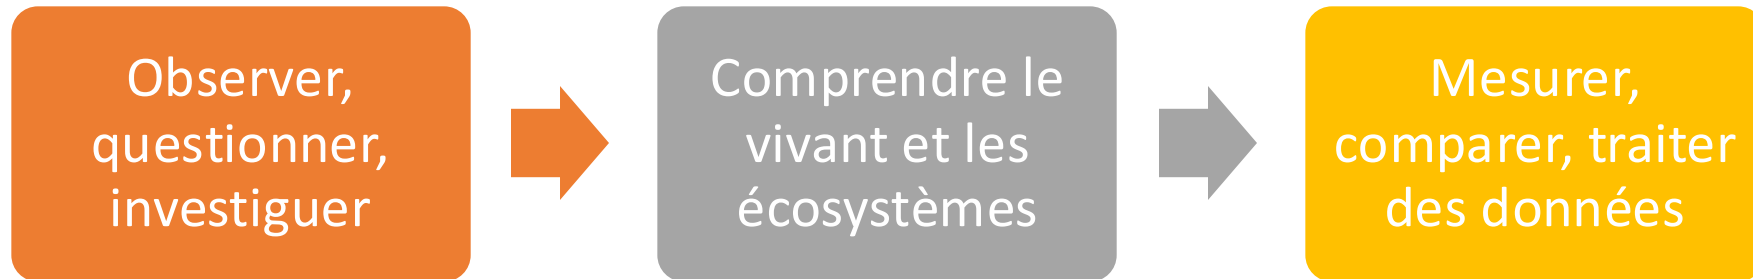 Observer,
questionner,
investiguer
Comprendre le
vivant et les
écosystèmes
Mesurer,
comparer, traiter
des données